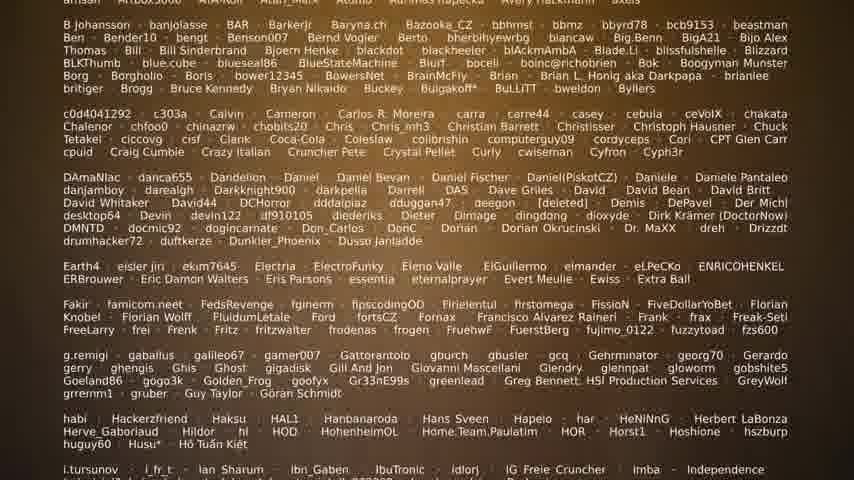 B Johansson · banjolasse · BAR · BarkerJr · Baryna.ch · Bazooka_CZ · bbhmst · bbmz · bbyrd78 · bcb9153 · beastman
Ben · Bender10 · bengt · Benson007 · Bernd Vogier · Berto · bherbihyewrbg · biancaw · Big.Benn · BigA21 · Bijo Alex
Thomas · Bill · Bill Sinderbrand · Bjoern Henke · blackdot · blackheeler · blAckmAmbA · Blade.Li · blissfulshelle · Blizzard
BLKThumb · blue.cube · blueseal86 · BlueStateMachine · Blurf · boceli · boinc@richobrien · Bok · Boogyman Munster
Borg · Borgholio · Boris · bower12345 · BowersNet · BrainMcFly · Brian · Brian L. Honig aka Darkpapa · brianlee
britiger · Brogg · Bruce Kennedy · Bryan Nikaido · Buckey · Bulgakoff* · BuLLiTT · bweldon · Byllers
c0d4041292 · c303a · Calvin · Cameron · Carlos R. Moreira · carra · carre44 · casey · cebula · ceVoIX · chakata
Chalenor · chfoo0 · chinazrw · chobits20 · Chris · Chris_mh3 · Christian Barrett · Christisser · Christoph Hausner · Chuck
Tetakel · ciccovg · cisf · Clank · Coca-Cola · Coleslaw · colibrishin · computerguy09 · cordyceps · Cori · CPT Glen Carr
cpuid · Craig Cumbie · Crazy Italian · Cruncher Pete · Crystal Pellet · Curly · cwiseman · Cyfron · Cyph3r
DAmaNIac · danca655 · Dandelion · Daniel · Daniel Bevan · Daniel Fischer · Daniel(PiskotCZ) · Daniele · Daniele Pantaleo
danjamboy · darealgh · Darkknight900 · darkpella · Darrell · DAS · Dave Griles · David · David Bean · David Britt
David Whitaker · David44 · DCHorror · dddalpiaz · dduggan47 · deegon · [deleted] · Demis · DePavel · Der Michl
desktop64 · Devin · devin122 · df910105 · diederiks · Dieter · Dimage · dingdong · dioxyde · Dirk Krämer (DoctorNow)
DMNTD · docmic92 · dogincarnate · Don_Carlos · DonC · Dorian · Dorian Okrucinski · Dr. MaXX · dreh · Drizzdt
drumhacker72 · duftkerze · Dunkler_Phoenix · Dusso Janladde
Earth4 · eisler jiri · ekim7645 · Electria · ElectroFunky · Eleno Valle · ElGuillermo · elmander · eLPeCKo · ENRICOHENKEL
ERBrouwer · Eric Damon Walters · Eris Parsons · essentia · eternalprayer · Evert Meulie · Ewiss · Extra Ball
Fakir · famicom.neet · FedsRevenge · fginerm · fipscodingOD · Firielentul · firstomega · FissioN · FiveDollarYoBet · Florian
Knobel · Florian Wolff · FluidumLetale · Ford · fortsCZ · Fornax · Francisco Alvarez Raineri · Frank · frax · Freak-Seti
FreeLarry · frei · Frenk · Fritz · fritzwalter · frodenas · frogen · FruehwF · FuerstBerg · fujimo_0122 · fuzzytoad · fzs600
g.remigi · gaballus · galileo67 · gamer007 · Gattorantolo · gburch · gbusler · gcq · Gehrminator · georg70 · Gerardo
gerry · ghengis · Ghis · Ghost · gigadisk · Gill And Jon · Giovanni Mascellani · Glendry · glennpat · gloworm · gobshite5
Goeland86 · gogo3k · Golden_Frog · goofyx · Gr33nE99s · greenlead · Greg Bennett: HSI Production Services · GreyWolf
grremm1 · gruber · Guy Taylor · Göran Schmidt
habi · Hackerzfriend · Haksu · HAL1 · Hanbanaroda · Hans Sveen · Hapeio · har · HeNiNnG · Herbert LaBonza
Herve_Gaboriaud · Hildor · hl · HOD · HohenheimOL · Home.Team.Paulatim · HOR · Horst1 · Hoshione · hszburp
huguy60 · Husu* · Hồ Tuấn Kiệt
i.tursunov · i_fr_t · Ian Sharum · Ibn_Gaben · IbuTronic · idlorj · IG Freie Cruncher · Imba · Independence